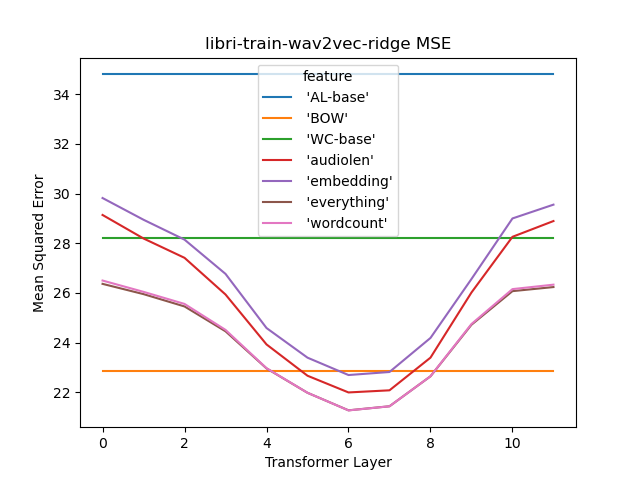 libri-train-wav2vec-ridge MSE
feature
'AL-base'
'BOW'
'WC-base'
'audiolen'
'embedding'
'everything'
'wordcount'
Mean Squared Error
34
32
30
28
26
24
22
0 2 4 6 8 10
Transformer Layer